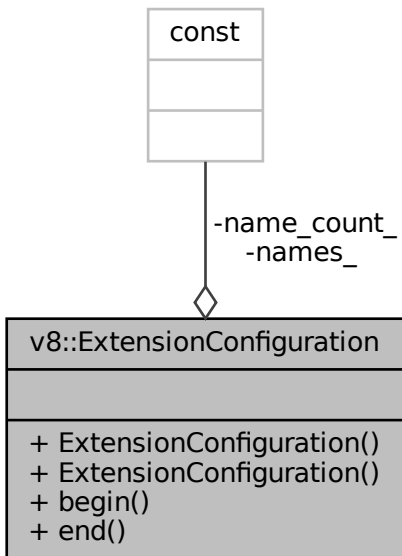 const
-name_count_
-names_
v8::ExtensionConfiguration
+ ExtensionConfiguration()
+ ExtensionConfiguration()
+ begin()
+ end()